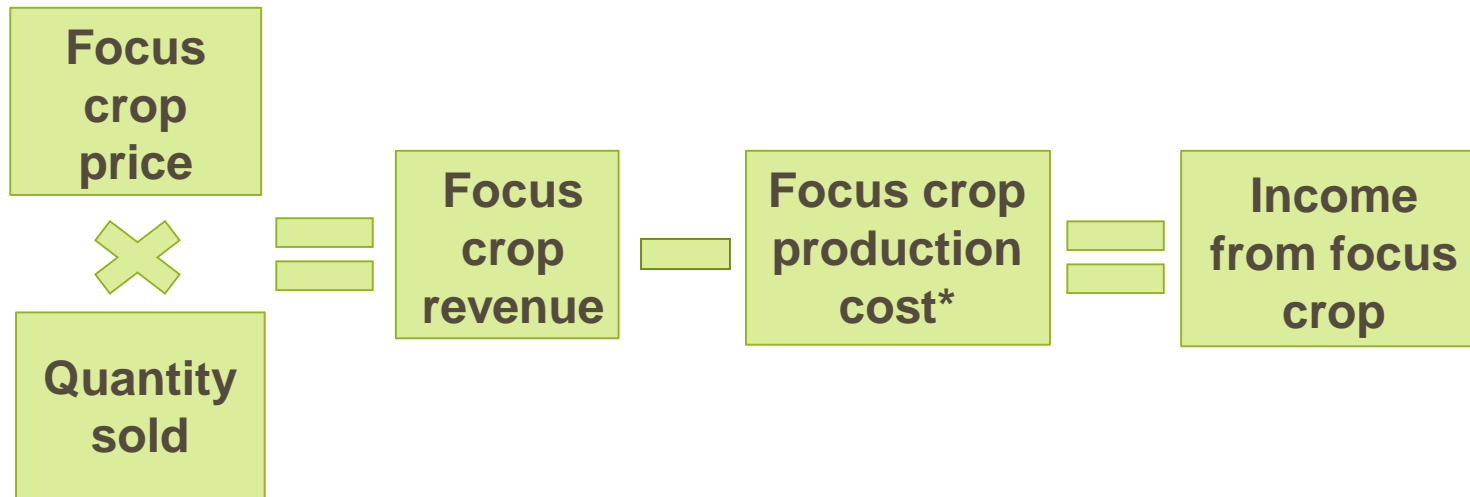 Focus
crop
price
Quantity
sold
Focus
crop
revenue
Focus crop
production
cost*
Income
from focus
crop